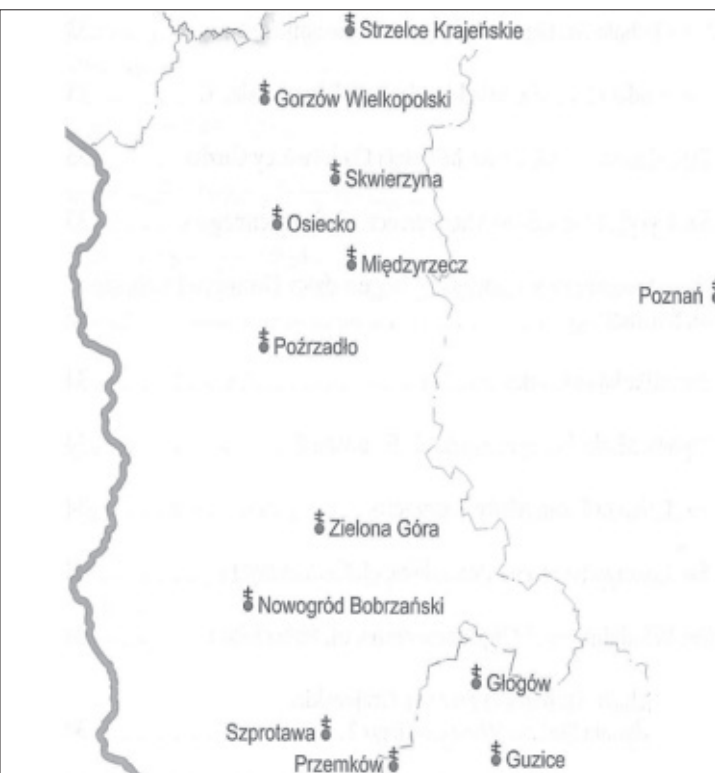 Strzelce Krajeńskie
Gorzów Wielkopolski
Skwierzyna
Osiecko
Międzyrzecz
Poznań
Poźrzadło
Zielona Góra
Nowogród Bobrzański
Głogów
Szprotawa
Przemków
Guzice